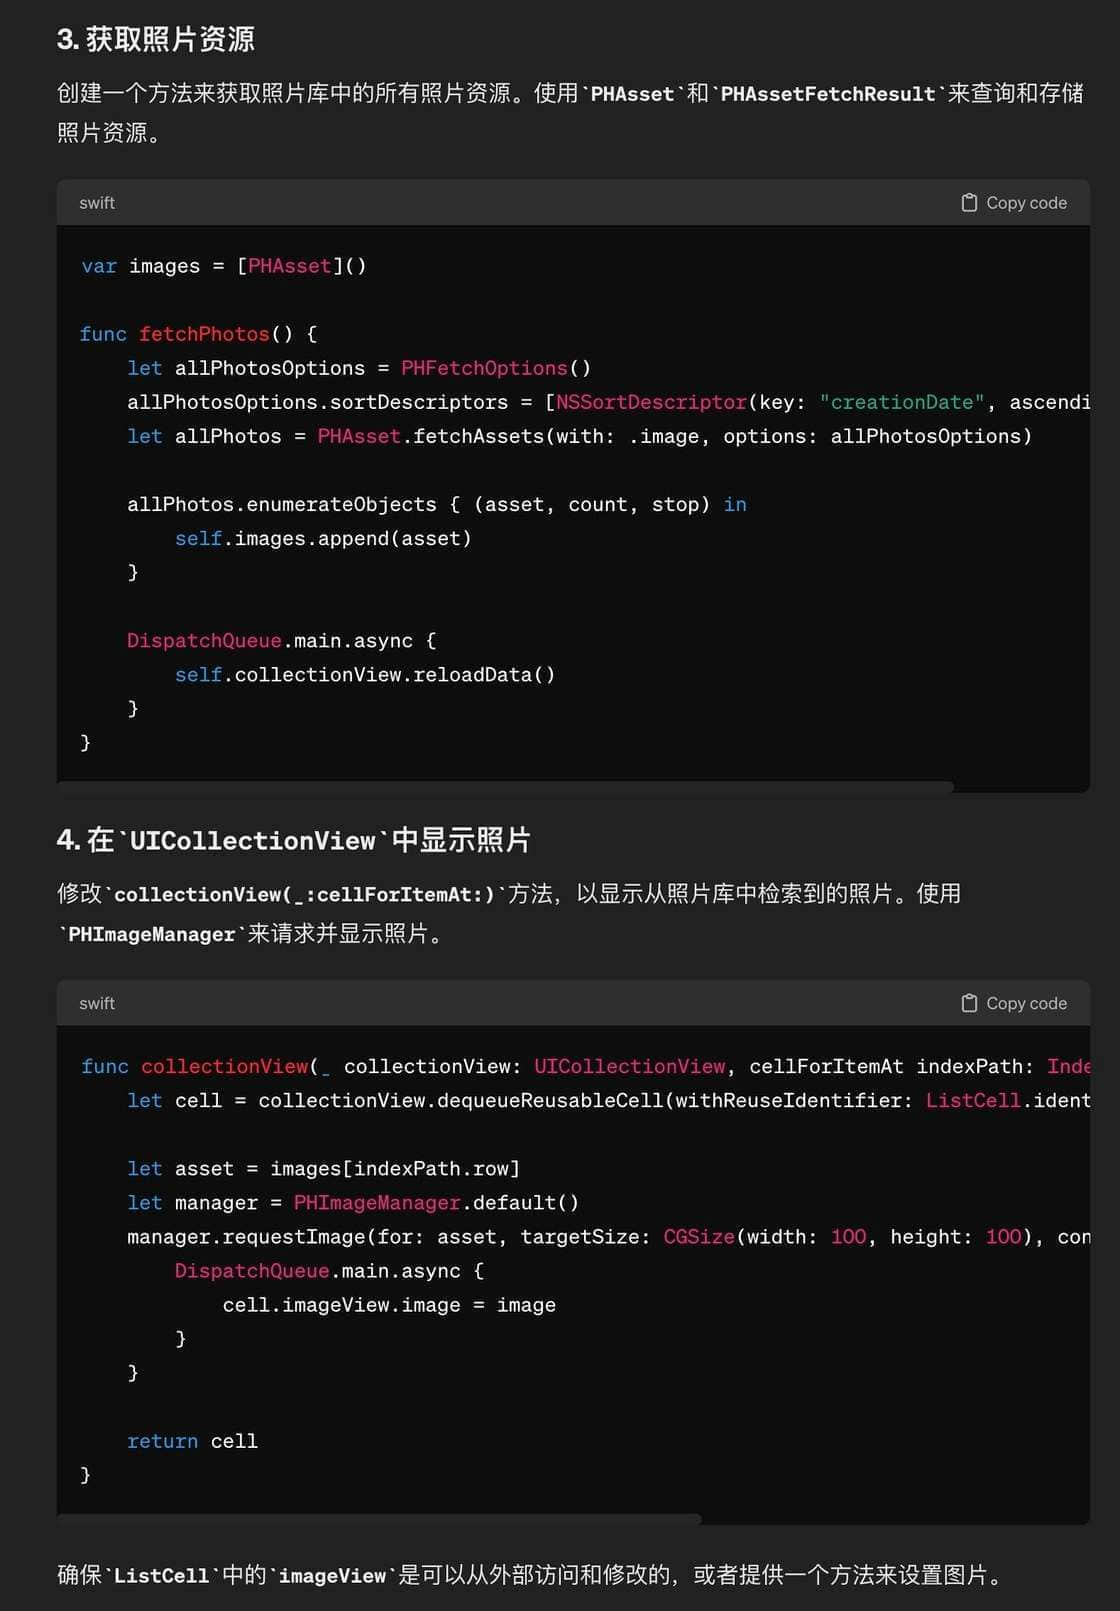 3. 获取照片资源
创建一个方法来获取照片库中的所有照片资源。使用`PHAsset`和`PHAssetFetchResult`来查询和存储
照片资源。
swift
Copy code
var images = [PHAsset]()
func fetchPhotos() {
    let allPhotosOptions = PHFetchOptions()
    allPhotosOptions.sortDescriptors = [NSSortDescriptor(key: "creationDate", ascendi
    let allPhotos = PHAsset.fetchAssets(with: .image, options: allPhotosOptions)
    allPhotos.enumerateObjects { (asset, count, stop) in
        self.images.append(asset)
    }
    DispatchQueue.main.async {
        self.collectionView.reloadData()
    }
}
4. 在`UICollectionView`中显示照片
修改`collectionView(_:cellForItemAt:)`方法，以显示从照片库中检索到的照片。使用
`PHImageManager`来请求并显示照片。
swift
Copy code
func collectionView(_ collectionView: UICollectionView, cellForItemAt indexPath: Inde
    let cell = collectionView.dequeueReusableCell(withReuseIdentifier: ListCell.ident
    let asset = images[indexPath.row]
    let manager = PHImageManager.default()
    manager.requestImage(for: asset, targetSize: CGSize(width: 100, height: 100), con
        DispatchQueue.main.async {
            cell.imageView.image = image
        }
    }
    return cell
}
确保`ListCell`中的`imageView`是可以从外部访问和修改的，或者提供一个方法来设置图片。